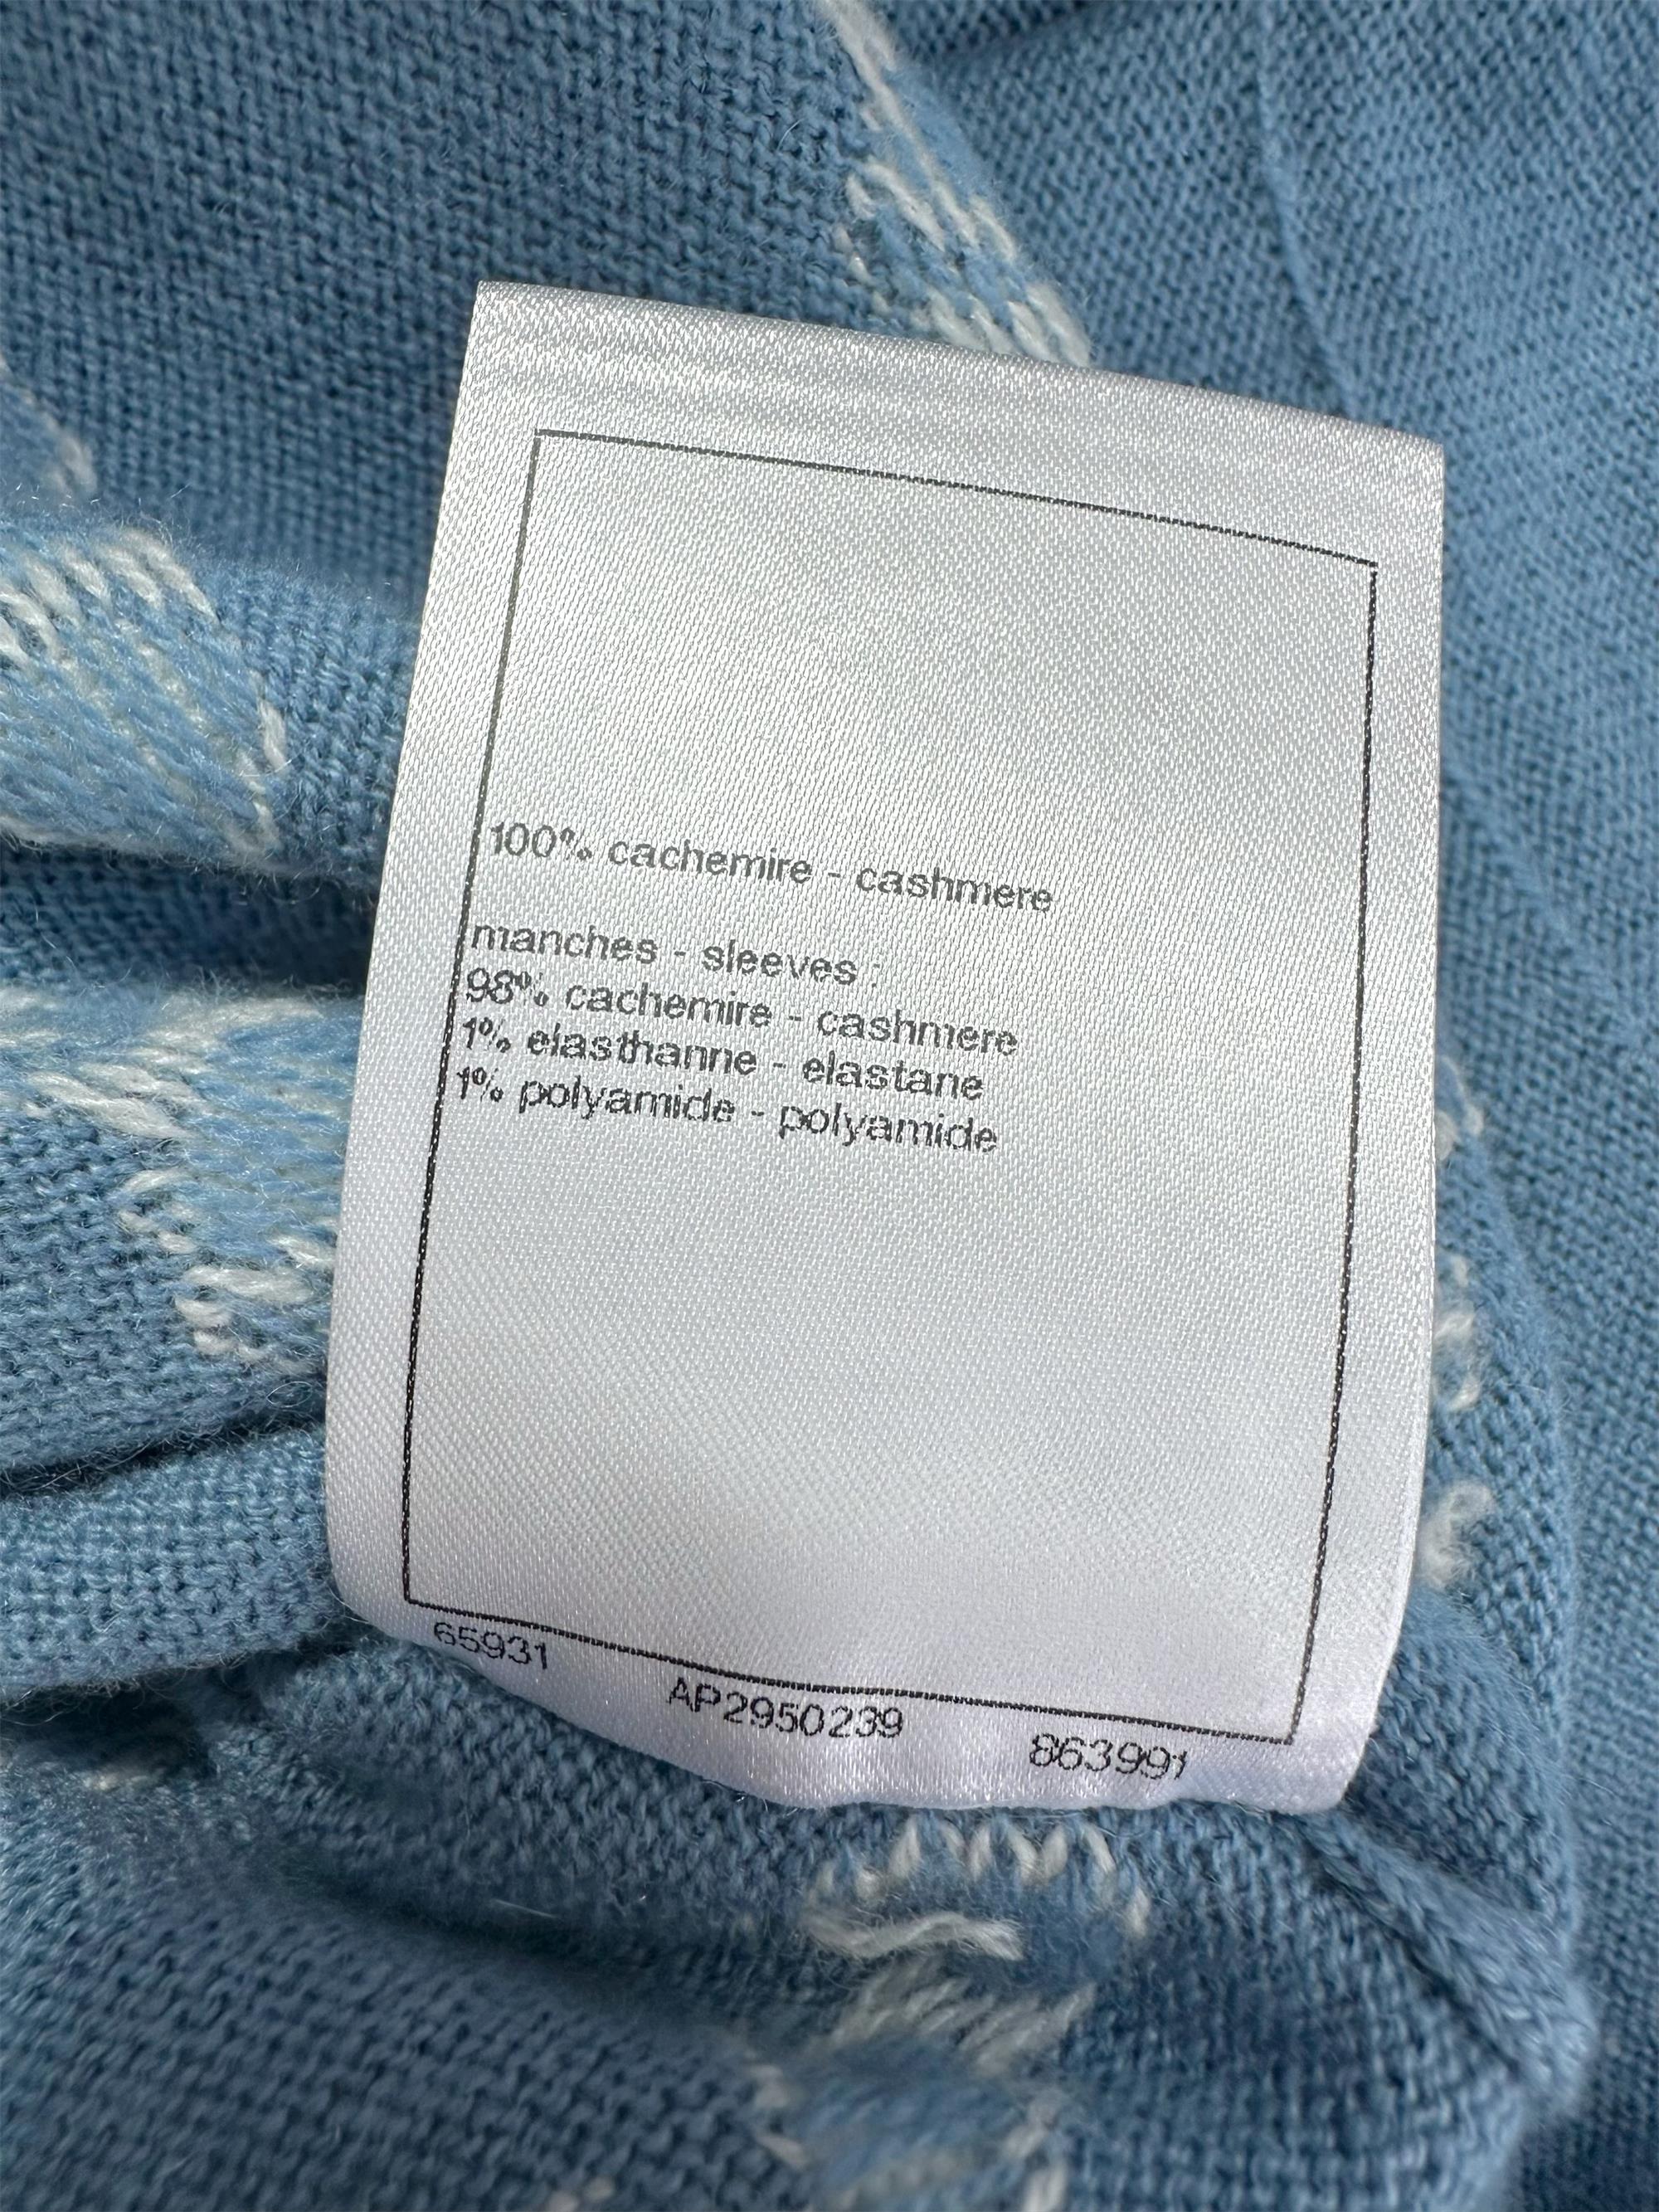 100% cachemire - cashmere
manches - sleeves :
98% cachemire - cashmere
1% elasthanne - elastane
1% polyamide - polyamide
65931
AP2950239
863991